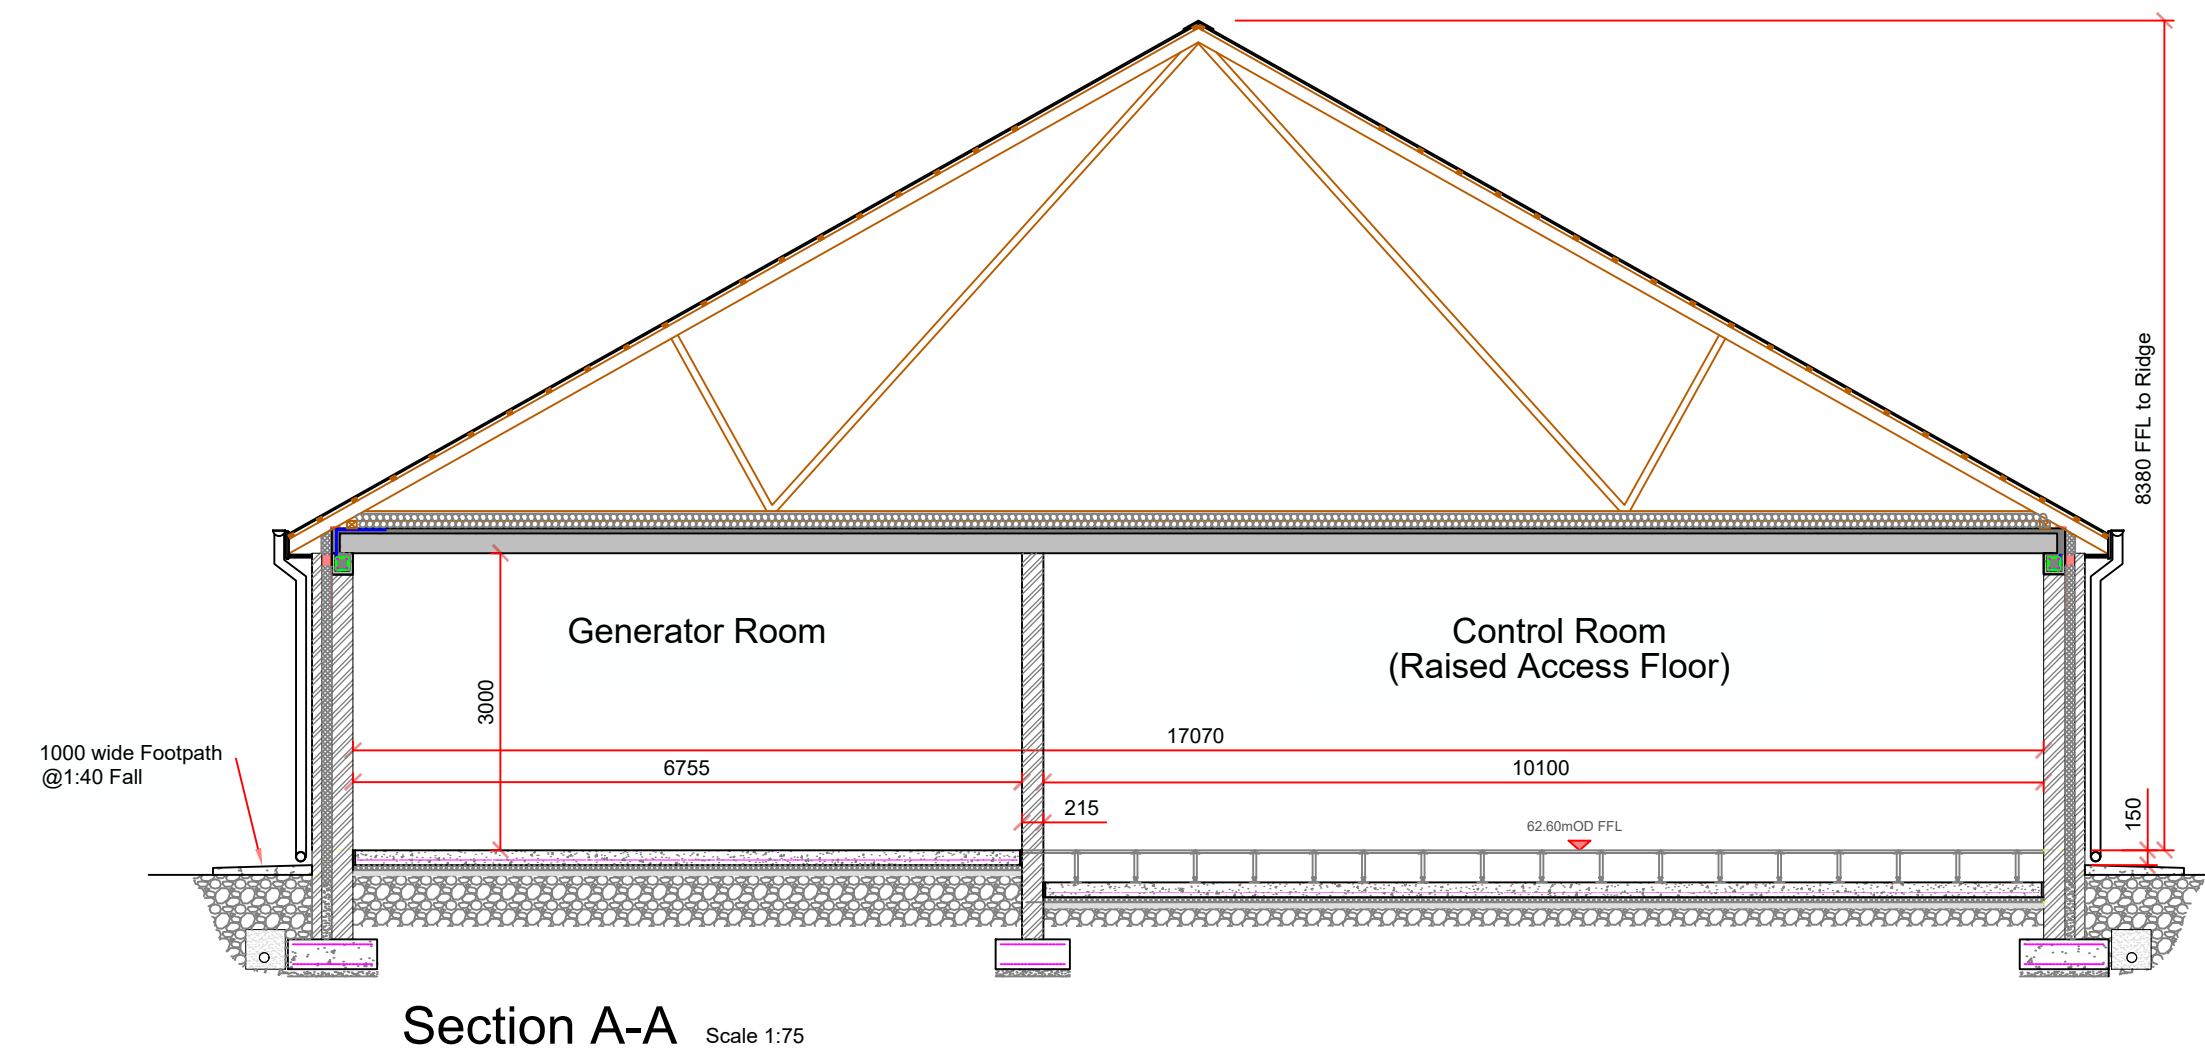 8380 FFL to Ridge
Generator Room
Control Room
(Raised Access Floor)
3000
17070
1000 wide Footpath
@1:40 Fall
6755
10100
215
150
62.60mOD FFL
Section A-A Scale 1:75